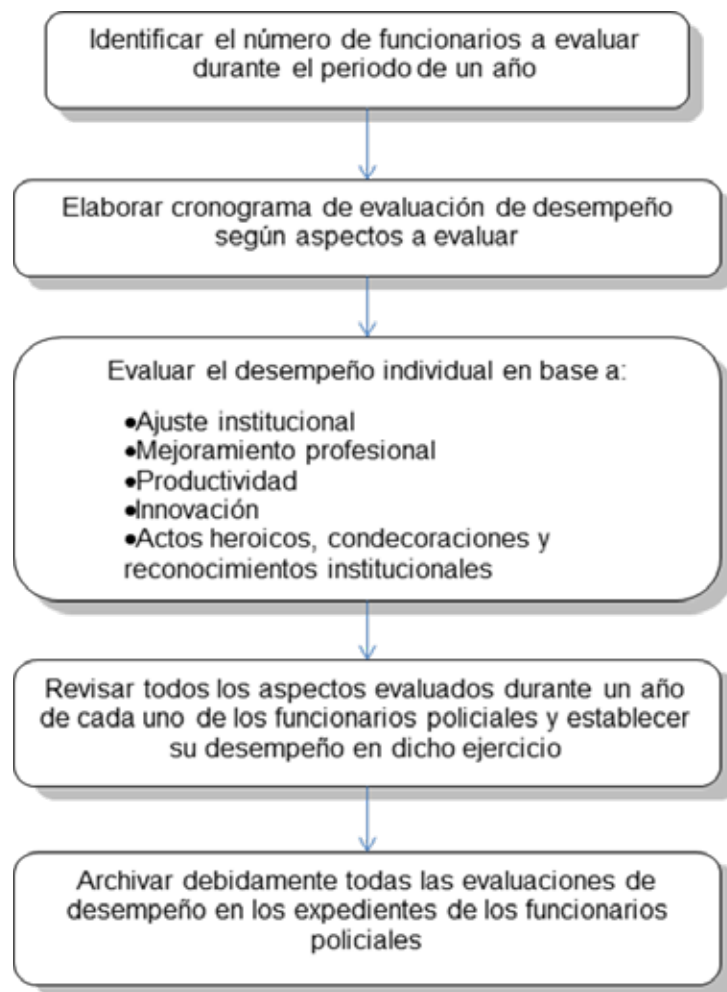 Identificar el número de funcionarios a evaluar
durante el periodo de un año
Elaborar cronograma de evaluación de desempeño
según aspectos a evaluar
Evaluar el desempeño individual en base a:
•Ajuste institucional
•Mejoramiento profesional
•Productividad
•Innovación
•Actos heroicos, condecoraciones y
reconocimientos institucionales
Revisar todos los aspectos evaluados durante un año
de cada uno de los funcionarios policiales y establecer
su desempeño en dicho ejercicio
Archivar debidamente todas las evaluaciones de
desempeño en los expedientes de los funcionarios
policiales